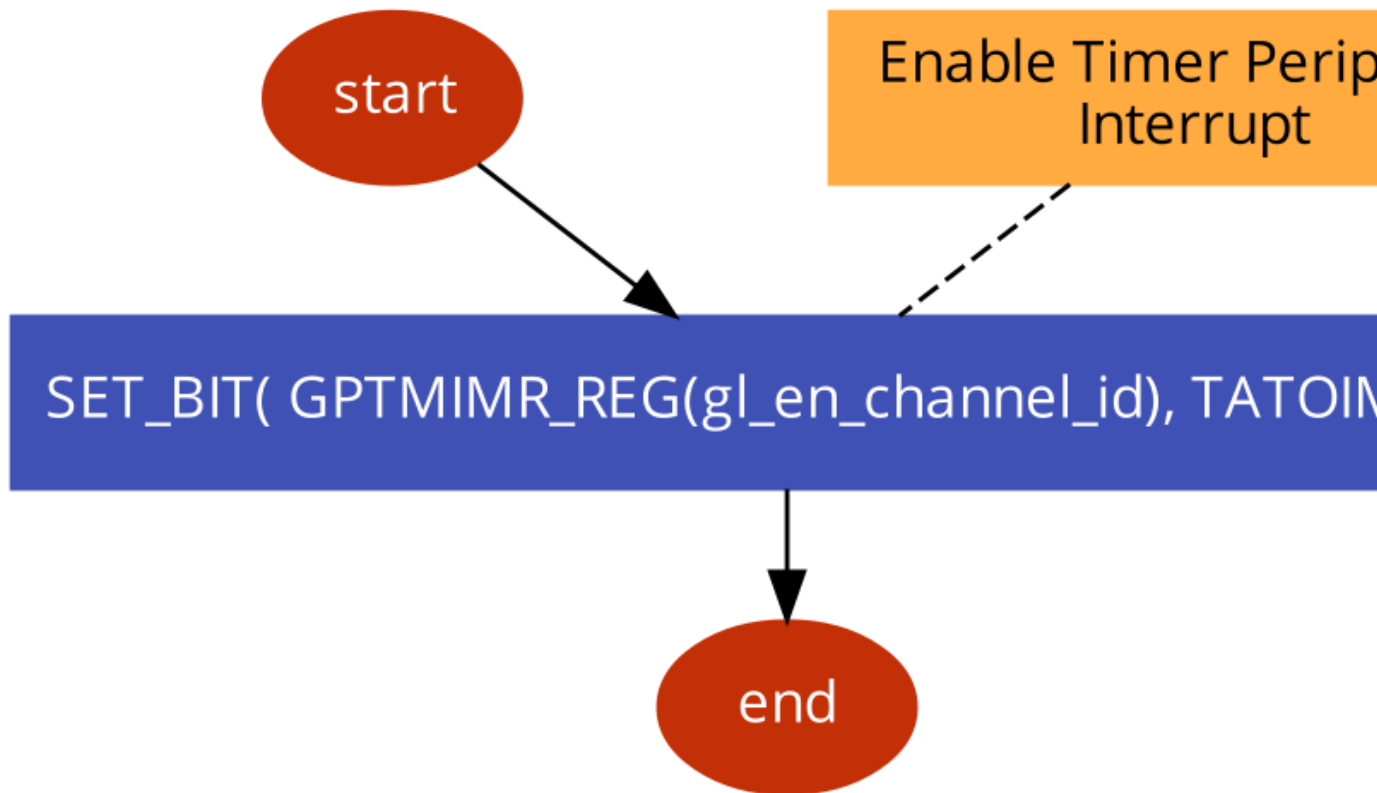 start
Enable Timer Perip
Interrupt
SET_BIT( GPTMIMR_REG(gl_en_channel_id), TATOIM
end